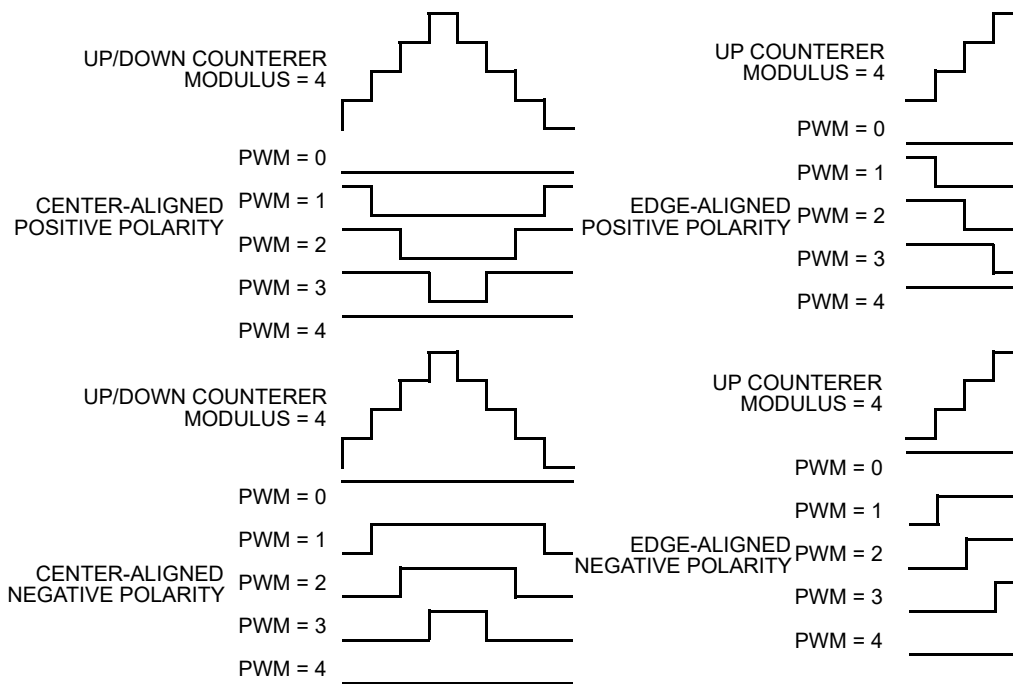 UP/DOWN COUNTERER
MODULUS = 4
PWM = 0
CENTER-ALIGNED
POSITIVE POLARITY
PWM = 1
PWM = 2
PWM = 3
PWM = 4
UP COUNTERER
MODULUS = 4
PWM = 0
PWM = 1
EDGE-ALIGNED
POSITIVE POLARITY
PWM = 2
PWM = 3
PWM = 4
UP/DOWN COUNTERER
MODULUS = 4
PWM = 0
PWM = 1
CENTER-ALIGNED
NEGATIVE POLARITY
PWM = 2
PWM = 3
PWM = 4
UP COUNTERER
MODULUS = 4
PWM = 0
PWM = 1
EDGE-ALIGNED
NEGATIVE POLARITY
PWM = 2
PWM = 3
PWM = 4